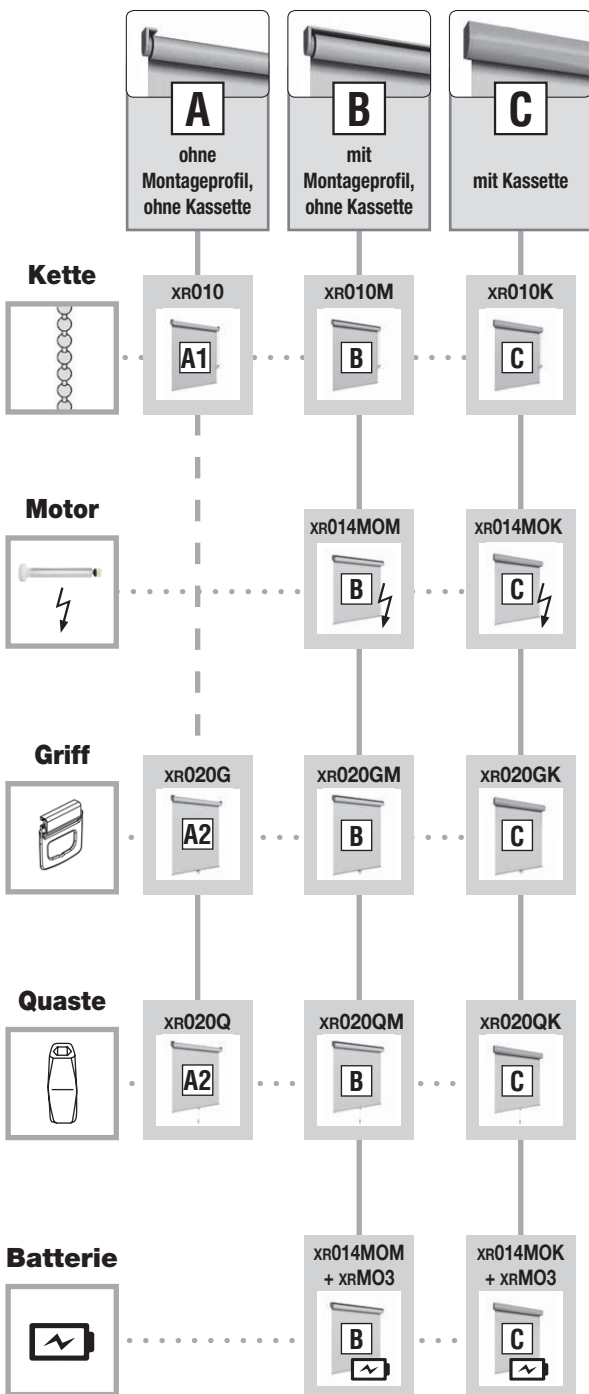 A
ohne
Montageprofil,
ohne Kassette
B
mit
Montageprofil,
ohne Kassette
C
mit Kassette
Kette
XR010
A1
XR010M
B
XR010K
C
Motor
XR014MOM
B
XR014MOK
C
Griff
XR020G
A2
XR020GM
B
XR020GK
C
Quaste
XR020Q
A2
XR020QM
B
XR020QK
C
Batterie
XR014MOM
+ XRMO3
B
XR014MOK
+ XRMO3
C